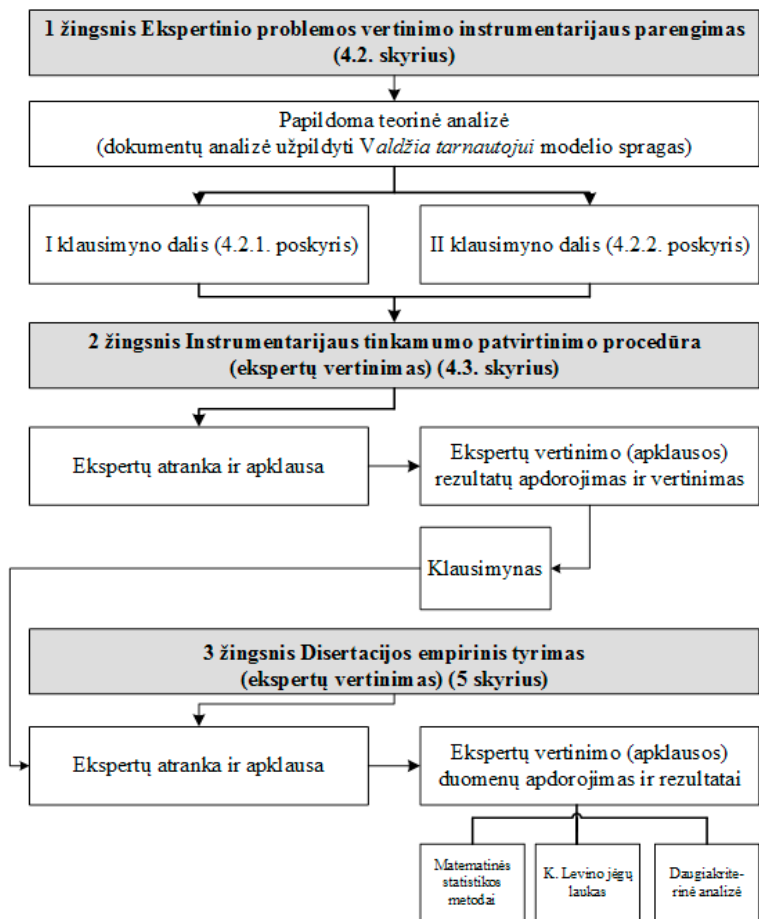 1 žingsnis Ekspertinio problemos vertinimo instrumentarijaus parengimas
(4.2. skyrius)
Papildoma teorinė analizė
(dokumentų analizė užpildyti Valdžia tarnautojui modelio spragas)
I klausimyno dalis (4.2.1. poskyris)
II klausimyno dalis (4.2.2. poskyris)
2 žingsnis Instrumentarijaus tinkamumo patvirtinimo procedūra
(ekspertų vertinimas) (4.3. skyrius)
Ekspertų atranka ir apklausa
Ekspertų vertinimo (apklausos)
rezultatų apdorojimas ir vertinimas
Klausimynas
3 žingsnis Disertacijos empirinis tyrimas
(ekspertų vertinimas) (5 skyrius)
Ekspertų atranka ir apklausa
Ekspertų vertinimo (apklausos)
duomenų apdorojimas ir rezultatai
Matematinės
statistikos
metodai
K. Levino jėgų
laukas
Daugiakrite-
rinė analizė